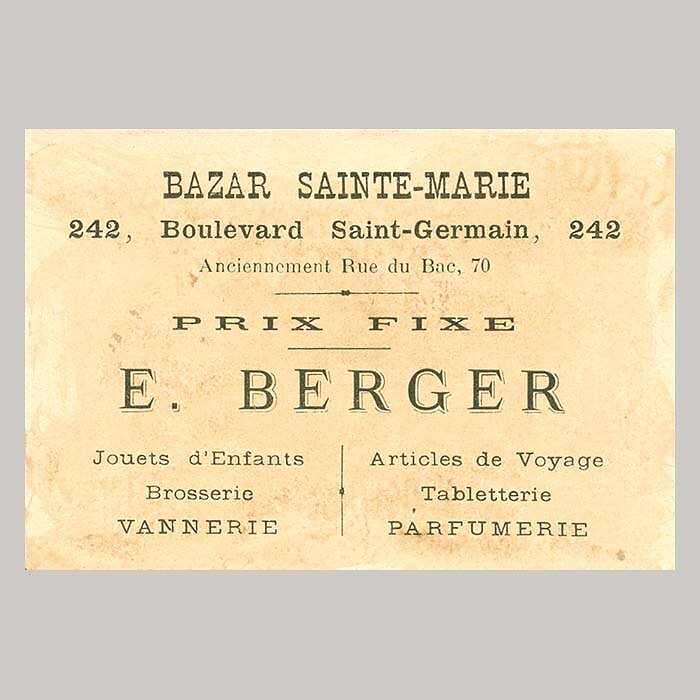 BAZAR SAINTE-MARIE
242, Boulevard Saint-Germain, 242
Anciennement Rue du Bac, 70
PRIX FIXE
E. BERGER
Jouets d'Enfants
Brosserie
VANNERIE
Articles de Voyage
Tabletterie
PARFUMERIE